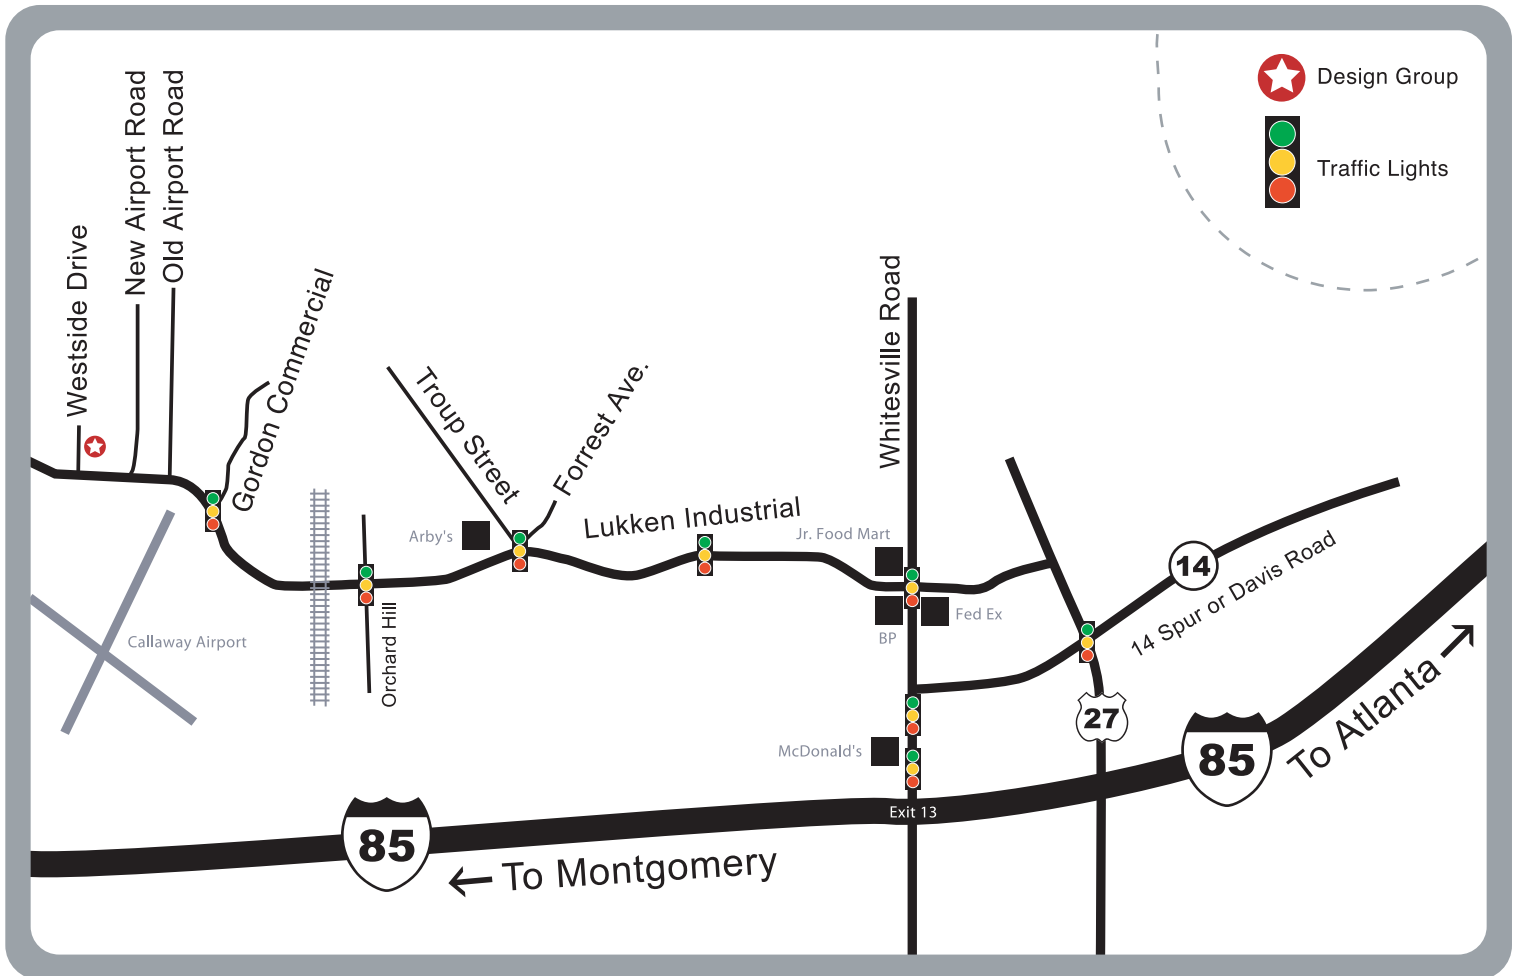 Design Group
Traffic Lights
Westside Drive
New Airport Road
Old Airport Road
Gordon Commercial
Troup Street
Forrest Ave.
Lukken Industrial
Whitesville Road
Arby's
Jr. Food Mart
Fed Ex
BP
14
14 Spur or Davis Road
Callaway Airport
Orchard Hill
27
McDonald's
85
To Atlanta
Exit 13
85
To Montgomery